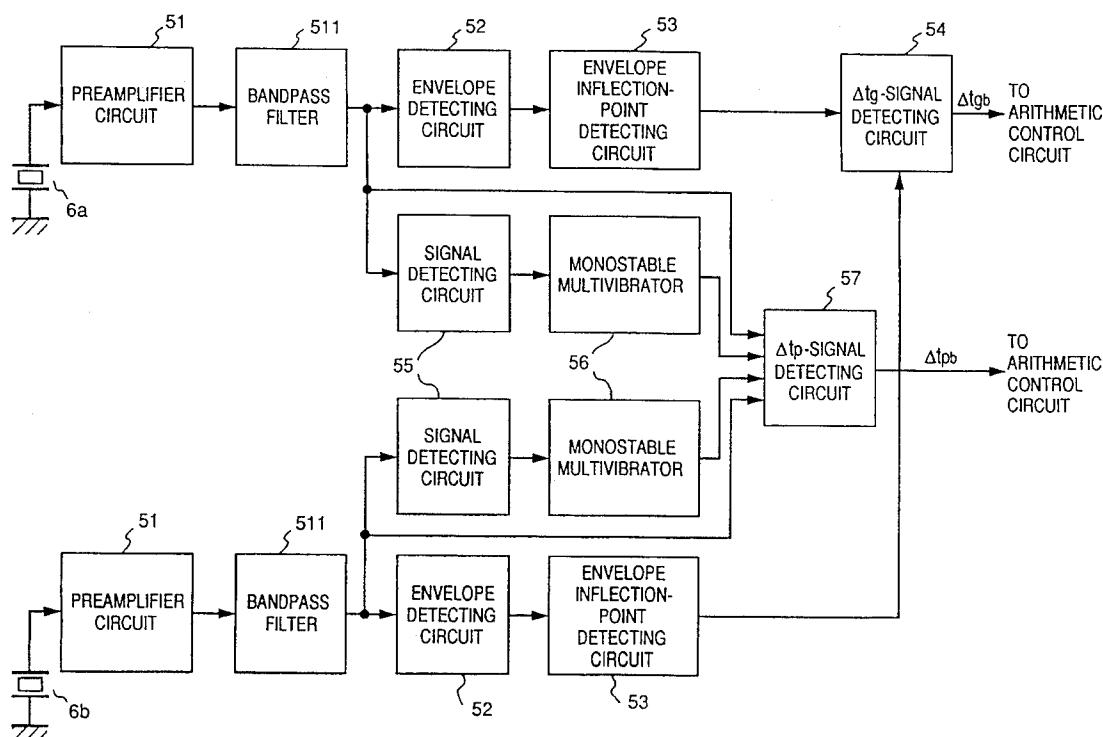 51
511
52
53
54
PREAMPLIFIER
CIRCUIT
BANDPASS
FILTER
ENVELOPE
DETECTING
CIRCUIT
ENVELOPE
INFLECTION-
POINT
DETECTING
CIRCUIT
Δtg-SIGNAL
DETECTING
CIRCUIT
Δtgb
TO
ARITHMETIC
CONTROL
CIRCUIT
6a
SIGNAL
DETECTING
CIRCUIT
MONOSTABLE
MULTIVIBRATOR
57
55
56
Δtp-SIGNAL
DETECTING
CIRCUIT
Δtpb
TO
ARITHMETIC
CONTROL
CIRCUIT
SIGNAL
DETECTING
CIRCUIT
MONOSTABLE
MULTIVIBRATOR
51
511
PREAMPLIFIER
CIRCUIT
BANDPASS
FILTER
ENVELOPE
DETECTING
CIRCUIT
ENVELOPE
INFLECTION-
POINT
DETECTING
CIRCUIT
6b
52
53